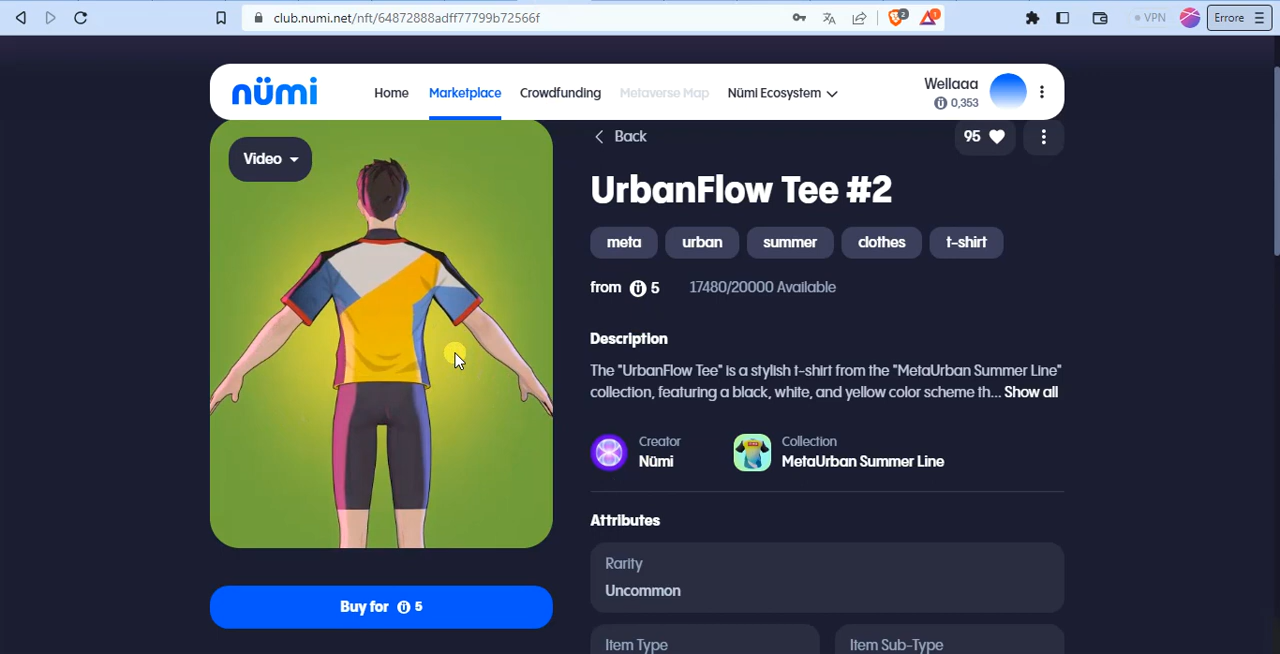 club.numi.net/nft/64872888adff77799b72566f
2
1
VPN
Errore
nümi
Home
Marketplace
Crowdfunding
Metaverse Map
Nümi Ecosystem
Wellaaa
0,353
Video
Back
95
UrbanFlow Tee #2
meta
urban
summer
clothes
t-shirt
from 5
17480/20000 Available
Description
The "UrbanFlow Tee" is a stylish t-shirt from the "MetaUrban Summer Line"
collection, featuring a black, white, and yellow color scheme th... Show all
Creator
Nümi
Collection
MetaUrban Summer Line
Attributes
Rarity
Uncommon
Buy for 5
Item Type
Item Sub-Type